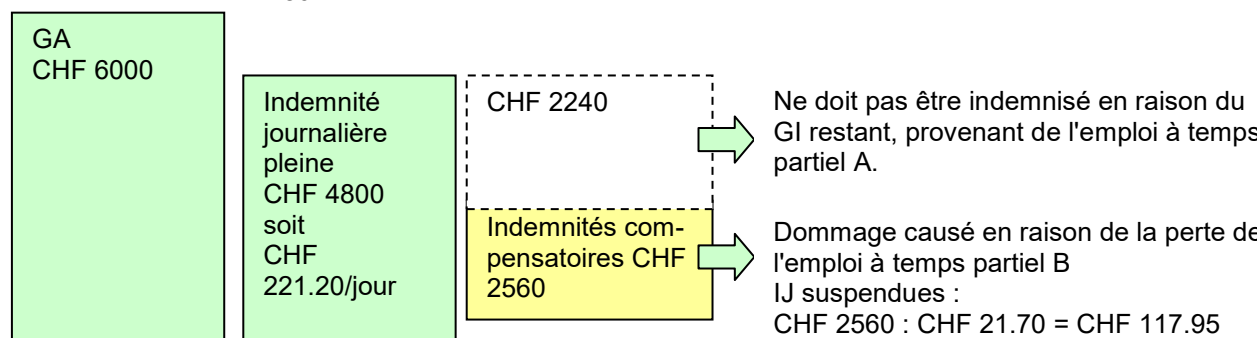 GA
CHF 6000
Indemnité
journalière
pleine
CHF 4800
soit
CHF
221.20/jour
CHF 2240
Indemnités com-
pensatoires CHF
2560
Ne doit pas être indemnisé en raison du
GI restant, provenant de l'emploi à temps
partiel A.
Dommage causé en raison de la perte de
l'emploi à temps partiel B
IJ suspendues :
CHF 2560 : CHF 21.70 = CHF 117.95